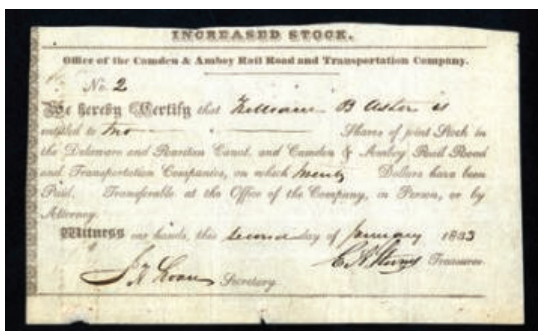 INCREASED STOCK.
Office of the Camden & Amboy Rail Road and Transportation Company.
No. 2
We hereby Certify that William B Astor is
entitled to Two Shares of joint Stock in
the Delaware and Raritan Canal, and Camden & Amboy Rail Road
and Transportation Companies, on which twenty Dollars have been
Paid. Transferable at the Office of the Company, in Person, or by
Attorney.
Witness our hands, this second day of January 1833
Treasurer.
Secretary.